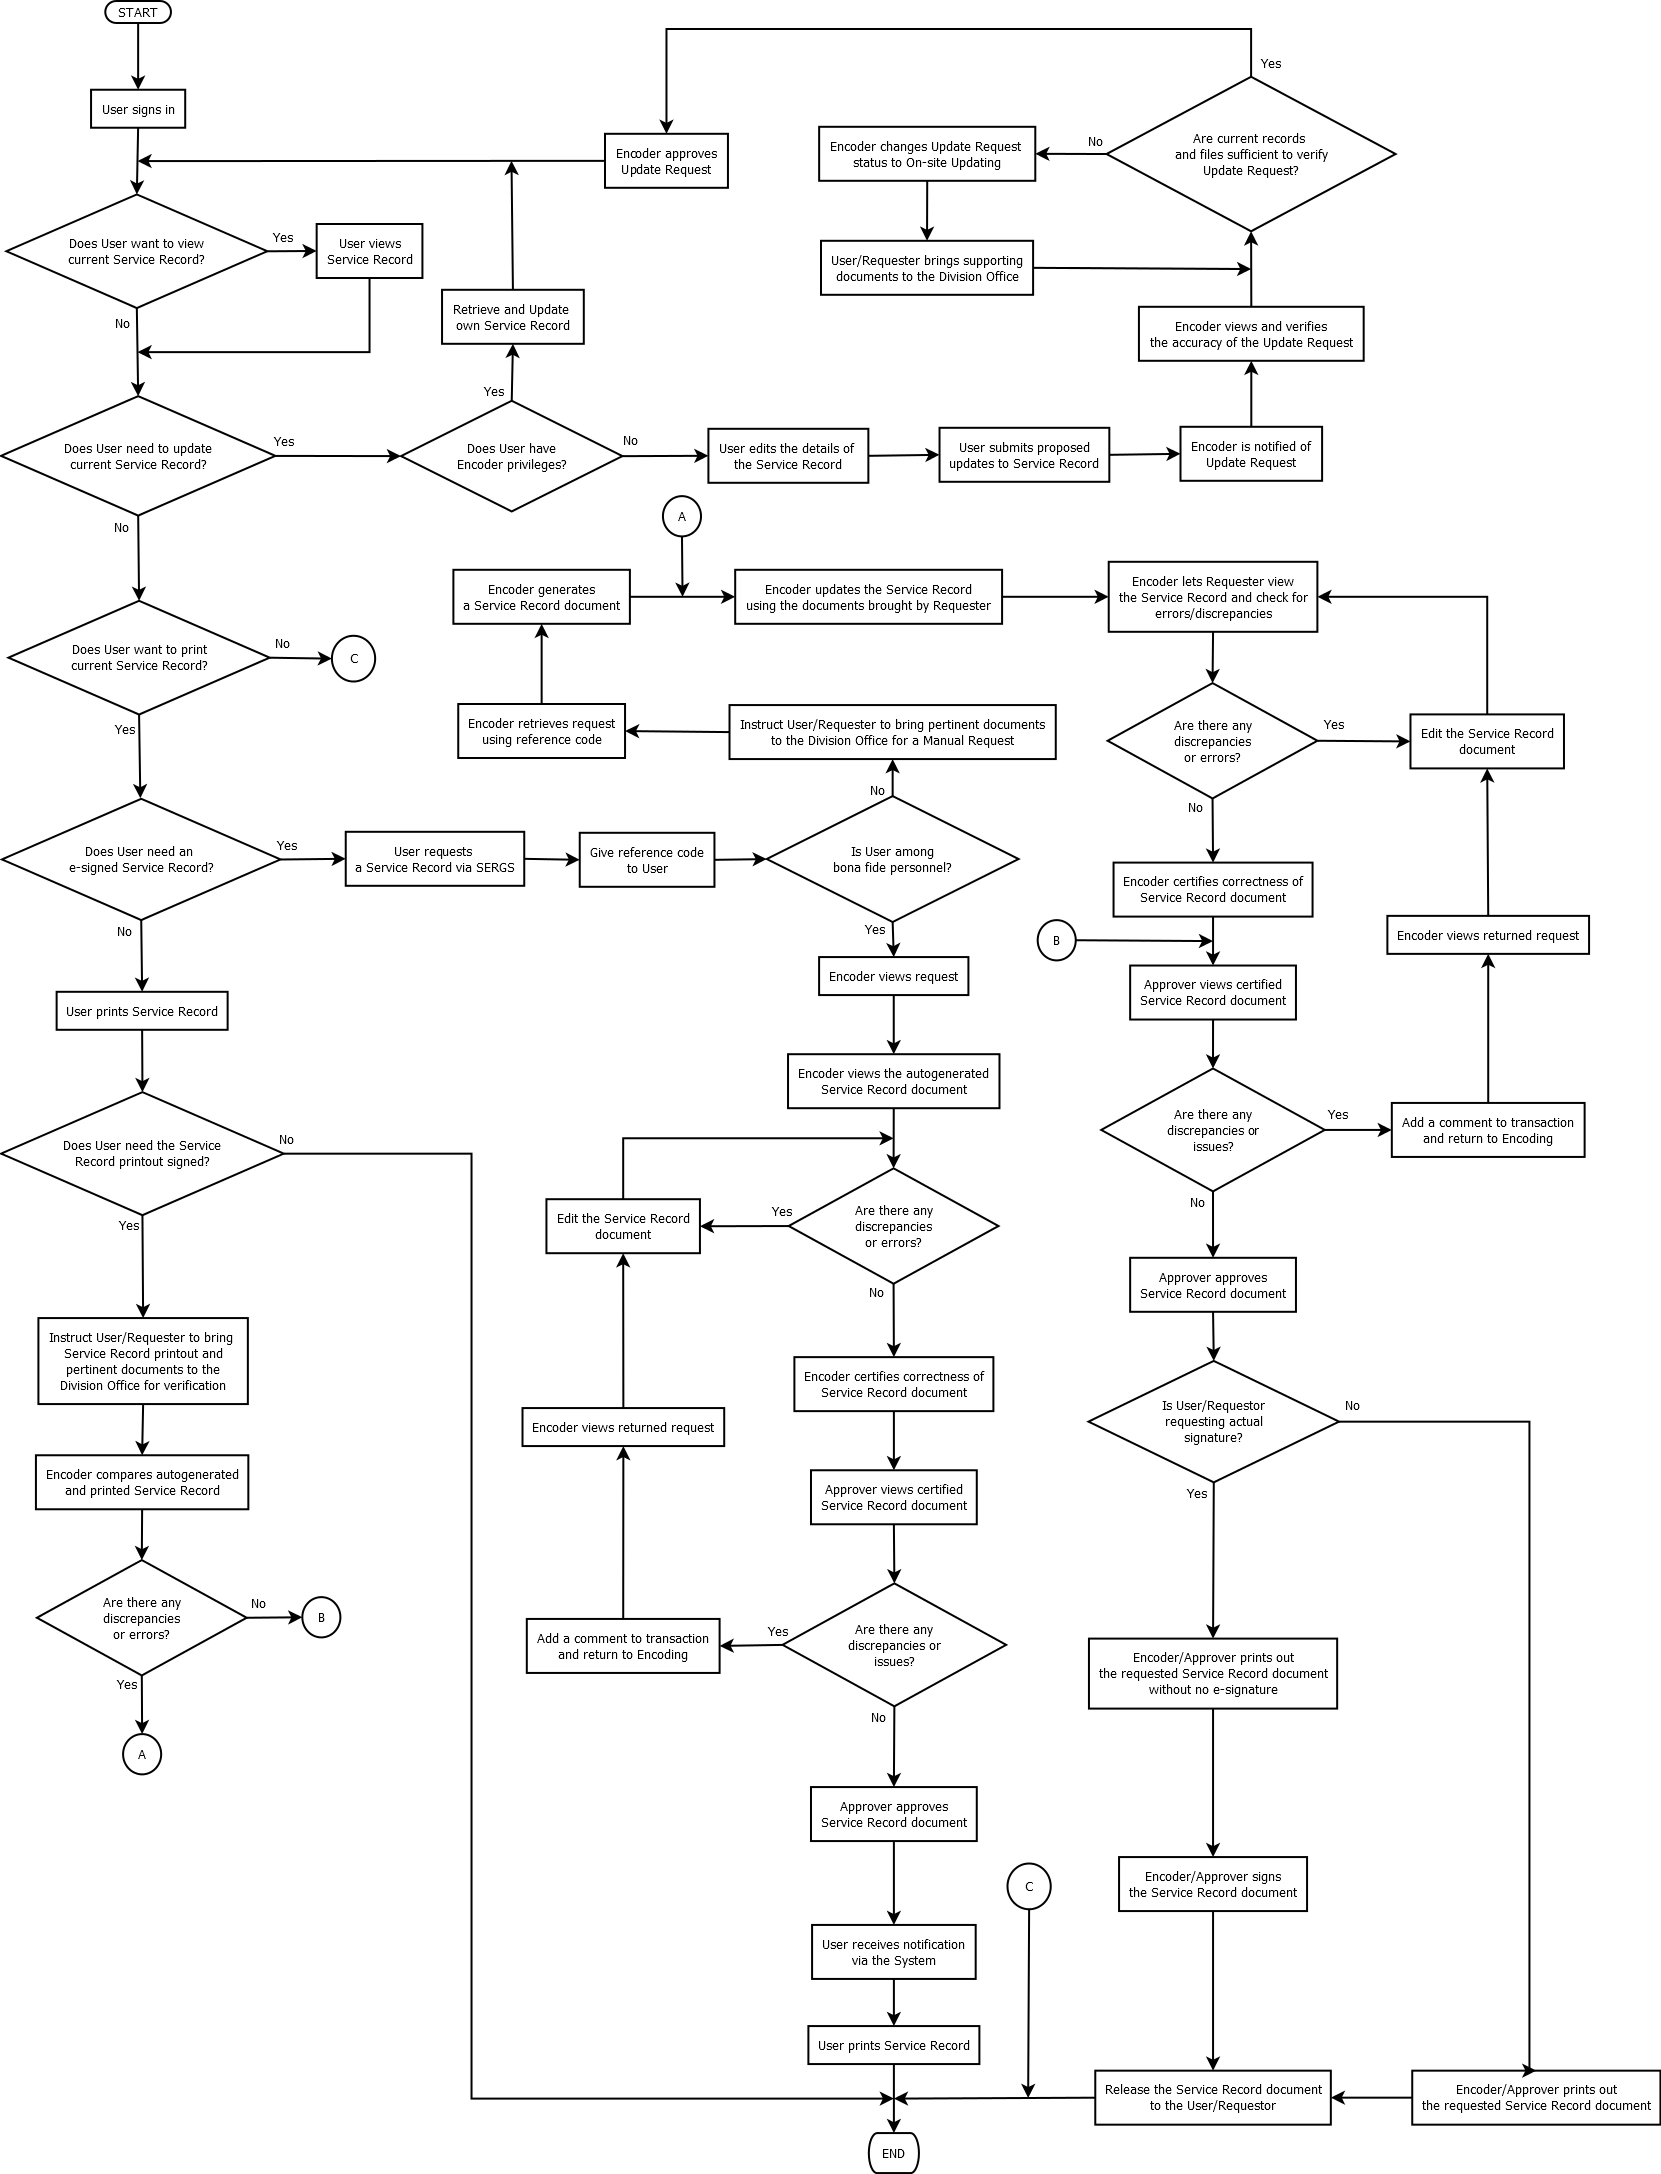 START
User signs in
Does User want to view
current Service Record?
Yes
User views
Service Record
No
Encoder approves
Update Request
Encoder changes Update Request
status to On-site Updating
No
Are current records
and files sufficient to verify
Update Request?
Yes
User/Requester brings supporting
documents to the Division Office
Retrieve and Update
own Service Record
Encoder views and verifies
the accuracy of the Update Request
Does User need to update
current Service Record?
Yes
Does User have
Encoder privileges?
Yes
No
User edits the details of
the Service Record
User submits proposed
updates to Service Record
Encoder is notified of
Update Request
No
A
Encoder generates
a Service Record document
Encoder updates the Service Record
using the documents brought by Requester
Encoder lets Requester view
the Service Record and check for
errors/discrepancies
Does User want to print
current Service Record?
No
C
Yes
Encoder retrieves request
using reference code
Instruct User/Requester to bring pertinent documents
to the Division Office for a Manual Request
Are there any
discrepancies
or errors?
Yes
Edit the Service Record
document
No
No
Does User need an
e-signed Service Record?
Yes
User requests
a Service Record via SERGS
Give reference code
to User
Is User among
bona fide personnel?
Yes
Encoder certifies correctness of
Service Record document
No
B
Encoder views returned request
Encoder views request
Approver views certified
Service Record document
User prints Service Record
Encoder views the autogenerated
Service Record document
Does User need the Service
Record printout signed?
No
Yes
Are there any
discrepancies or
issues?
Yes
Add a comment to transaction
and return to Encoding
No
Edit the Service Record
document
Yes
Are there any
discrepancies
or errors?
No
Approver approves
Service Record document
Instruct User/Requester to bring
Service Record printout and
pertinent documents to the
Division Office for verification
Encoder certifies correctness of
Service Record document
Is User/Requestor
requesting actual
signature?
No
Yes
Encoder views returned request
Encoder compares autogenerated
and printed Service Record
Approver views certified
Service Record document
Are there any
discrepancies
or errors?
No
B
Yes
A
Add a comment to transaction
and return to Encoding
Yes
Are there any
discrepancies or
issues?
No
Encoder/Approver prints out
the requested Service Record document
without no e-signature
Approver approves
Service Record document
C
Encoder/Approver signs
the Service Record document
User receives notification
via the System
User prints Service Record
Release the Service Record document
to the User/Requestor
Encoder/Approver prints out
the requested Service Record document
END